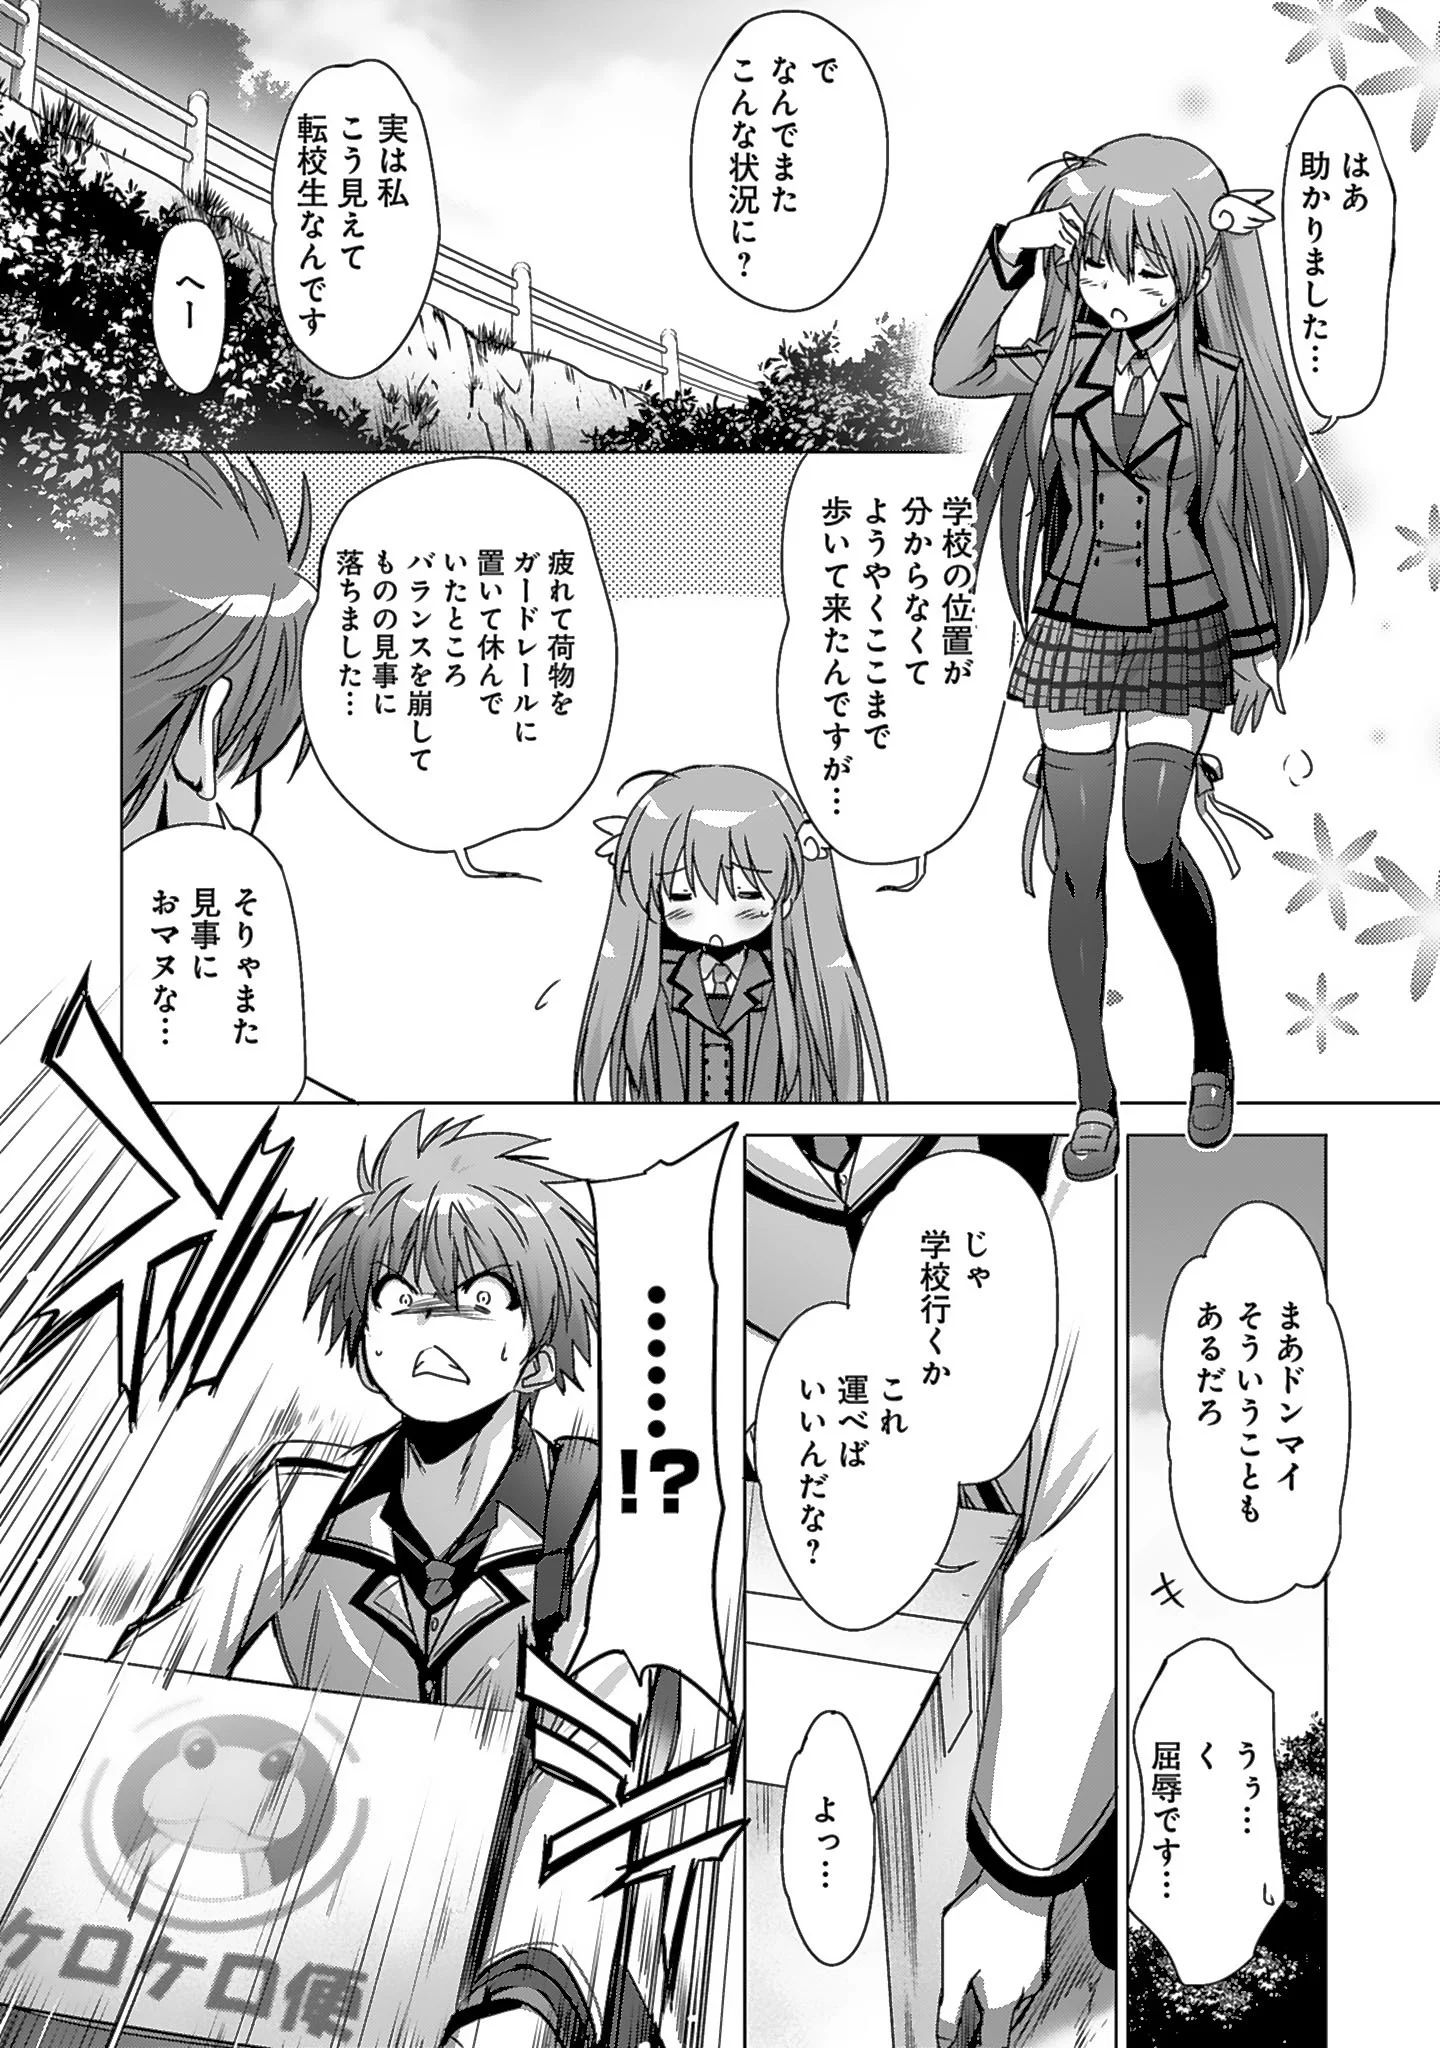 はあ
助かりました…
で
なんでまた
こんな状況に？
実は私
こう見えて
転校生なんです
へー
学校の位置が
分からなくて
ようやくここまで
歩いて来たんですが…
疲れて荷物を
ガードレールに
置いて休んで
いたところ
バランスを崩して
ものの見事に
落ちました…
そりゃまた
見事に
おマヌな…
まあドンマイ
そういうことも
あるだろ
うぅ…
く
屈辱です…
じゃ
学校行くか
これ
運べば
いいんだな？
よっ…
……!?
ケロケロ便